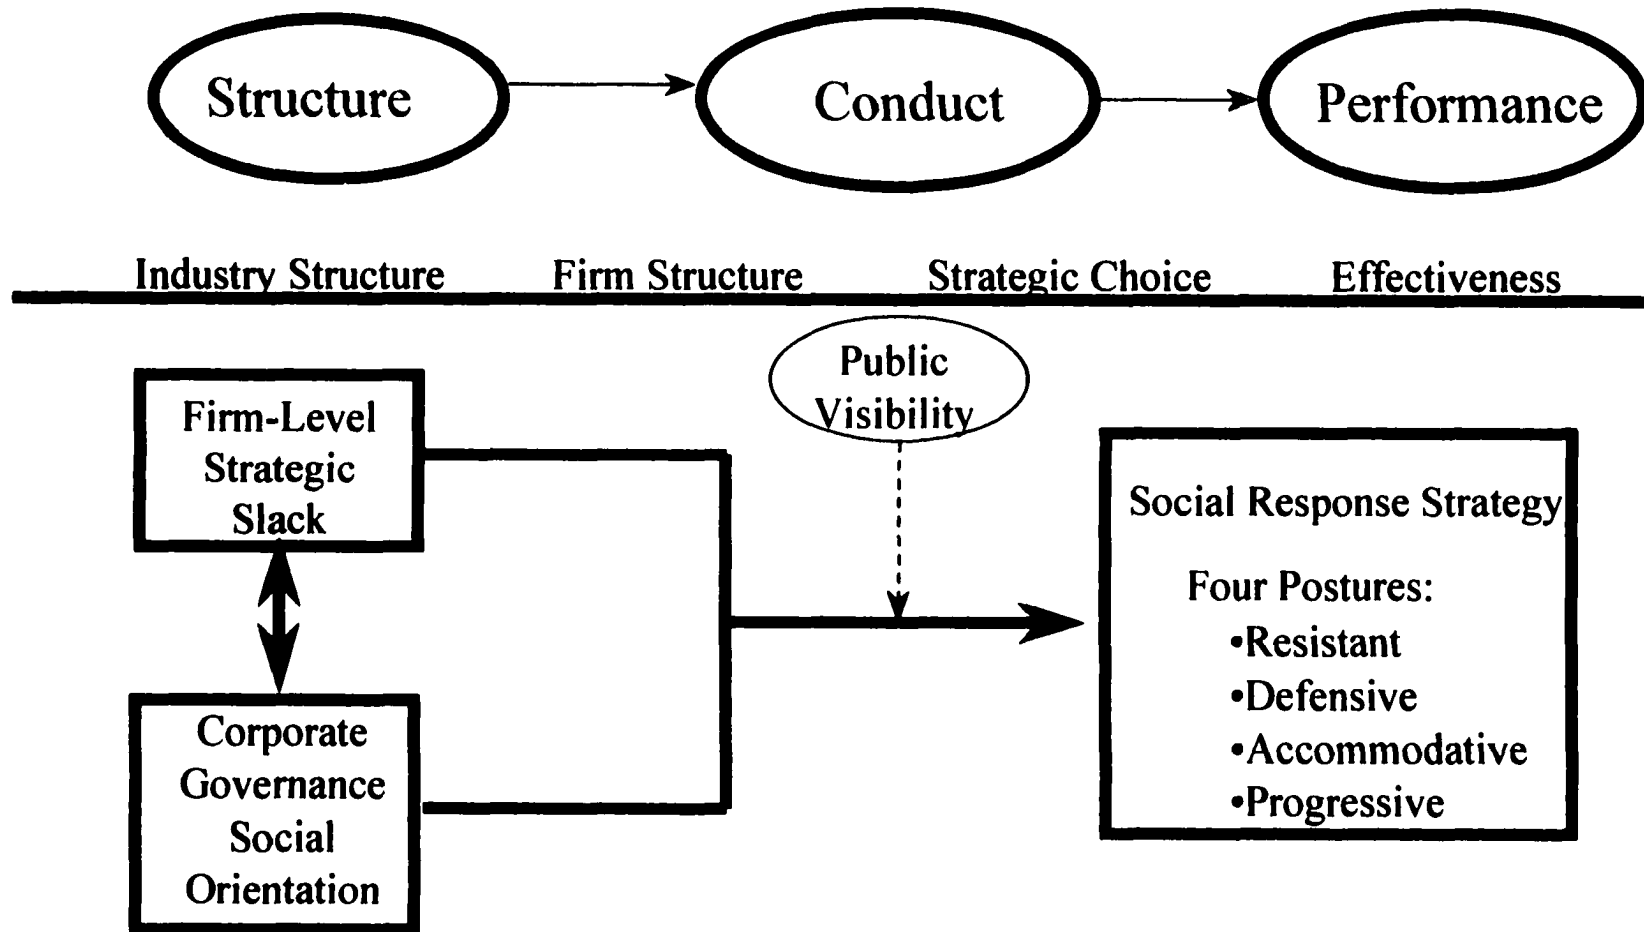 Structure
Conduct
Performance
Industry Structure
Firm Structure
Strategic Choice
Effectiveness
Public
Visibility
Firm-Level
Strategic
Slack
Corporate
Governance
Social
Orientation
Social Response Strategy
Four Postures:
•Resistant
•Defensive
•Accommodative
•Progressive